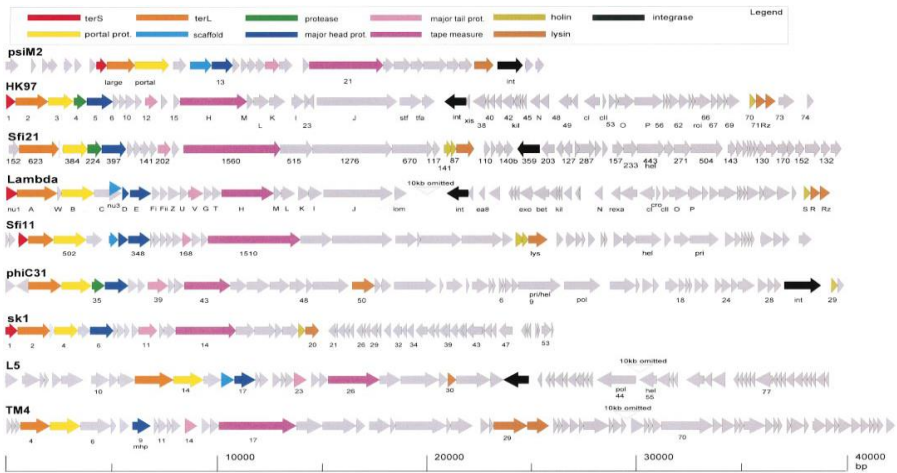 terS terL protease major tail prot. holin integrase Legend
portal prot. scaffold major head prot. tape measure lysin
psiM2
large portal 13 21 int
HK97
1 2 3 4 5 6 10 12 15 H M L K I 23 J stf tfa int xis 38 40 42 kil 45 N 48 49 cI cII 53 O P 56 62 roi 66 67 69 70 71 Rz 73 74
Sfi21
152 623 384 224 397 141 202 1560 515 1276 670 117 141 87 110 140b 359 203 127 287 157 233 443 hel 271 504 143 130 170 152 132
Lambda
10kb omitted
nu1 A W B C nu3 D E Fi Fii Z U V G T H M L K I J lom int ea8 exo bet kil N rexa cI cro cII O P S R Rz
Sfi11
502 348 168 1510 lys hel pri
phiC31
35 39 43 48 50 6 pri/hel 9 pol 18 24 28 int 29
sk1
1 2 4 6 11 14 20 21 26 29 32 34 39 43 47 53
L5
10kb omitted
10 14 17 23 26 30 pol 44 hel 55 77
TM4
10kb omitted
4 6 9 mhp 11 14 17 29 70
10000 20000 30000 40000
bp